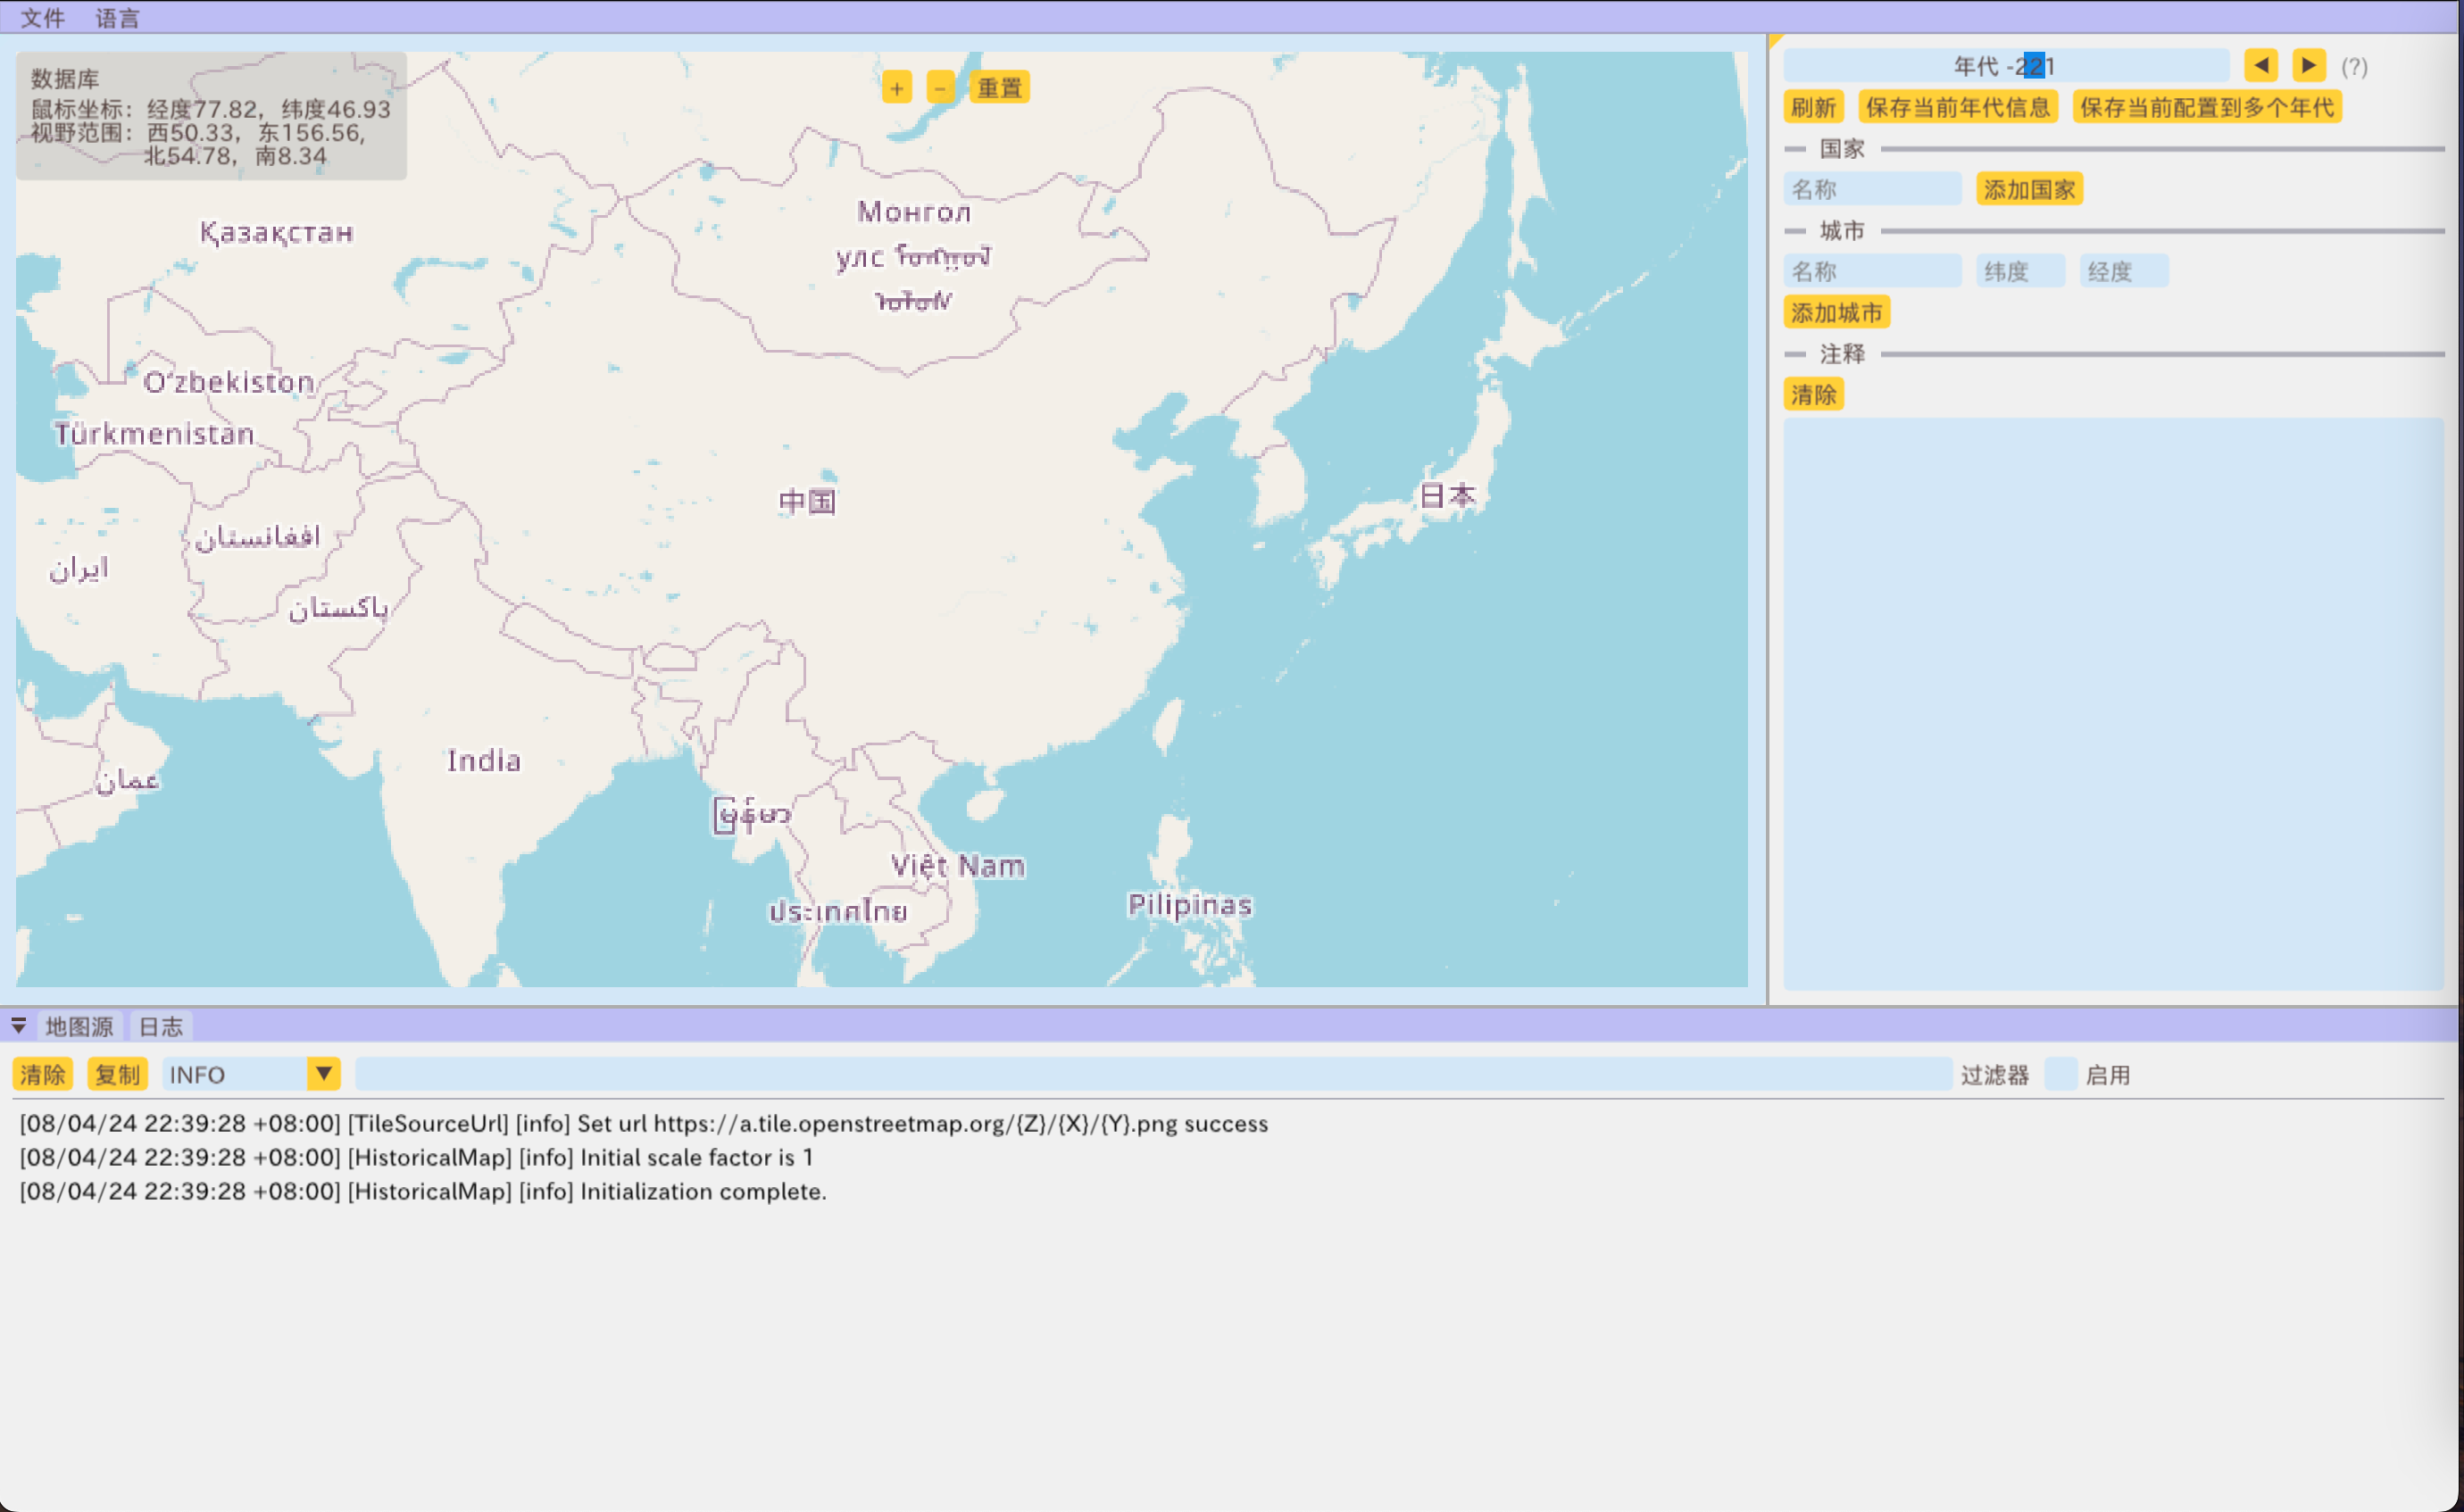 文件 语言
数据库
鼠标坐标：经度77.82，纬度46.93
视野范围：西50.33，东156.56,
北54.78，南8.34
+ - 重置
Қазақстан
Монгол
улс
O‘zbekiston
Türkmenistan
中国
日本
افغانستان
ایران
پاکستان
عمان
India
မြန်မာ
Việt Nam
ประเทศไทย
Pilipinas
年代 -221
(?)
刷新 保存当前年代信息 保存当前配置到多个年代
国家
名称 添加国家
城市
名称 纬度 经度
添加城市
注释
清除
地图源 日志
清除 复制 INFO 过滤器 启用
[08/04/24 22:39:28 +08:00] [TileSourceUrl] [info] Set url https://a.tile.openstreetmap.org/{Z}/{X}/{Y}.png success
[08/04/24 22:39:28 +08:00] [HistoricalMap] [info] Initial scale factor is 1
[08/04/24 22:39:28 +08:00] [HistoricalMap] [info] Initialization complete.